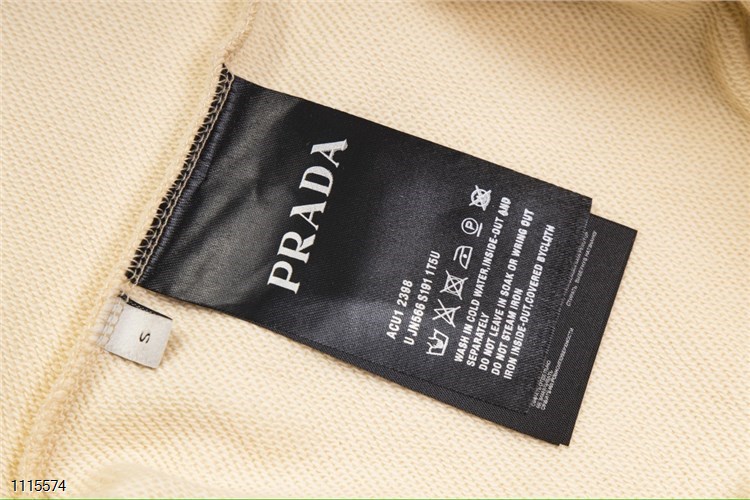 PRADA
ACU1 2398
U JN566 S191 175U
WASH IN COLD WATER,INSIDE-OUT AND
SEPARATELY
DO NOT LEAVE IN SOAK OR WRING OUT
DO NOT STEAM IRON
IRON INSIDE-OUT,COVERED BYCLOTH
S
1115574